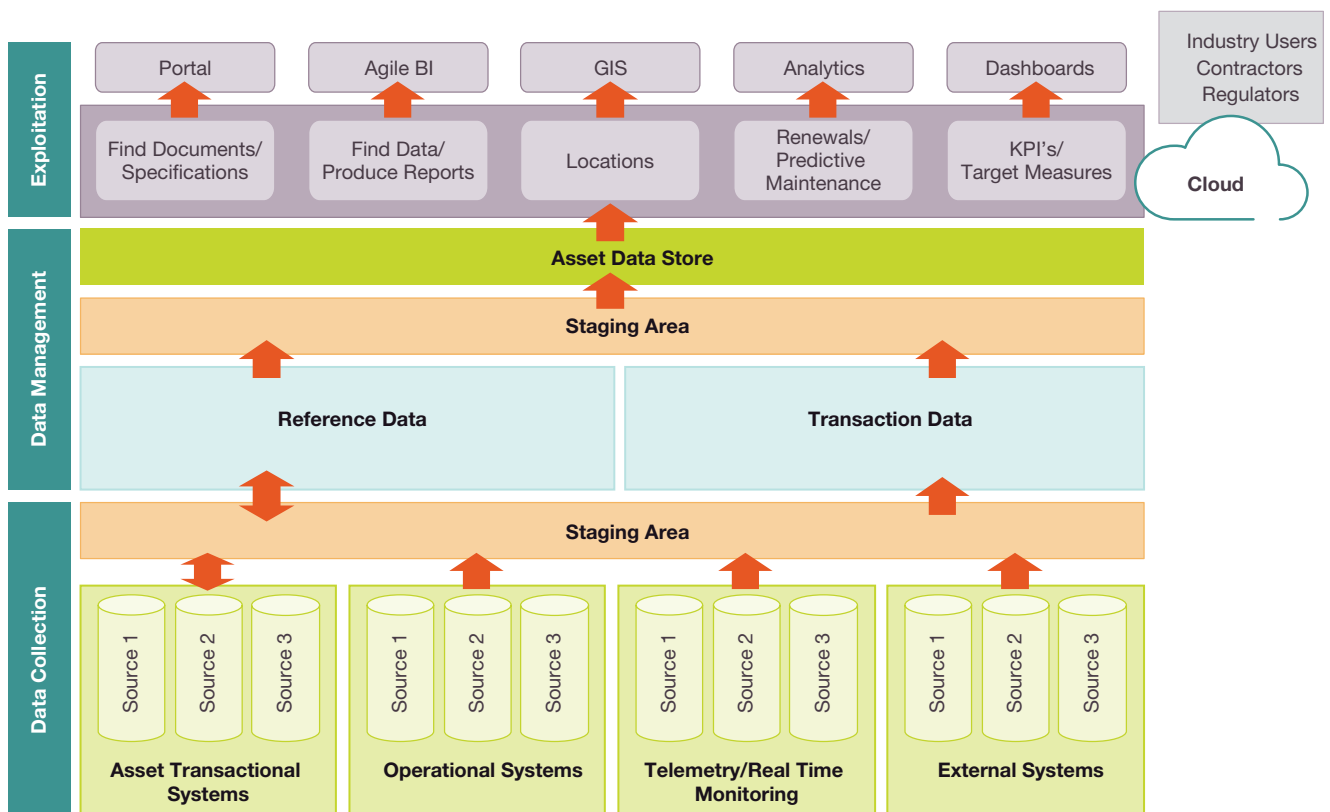 Industry Users
Contractors
Regulators
Exploitation
Portal
Agile BI
GIS
Analytics
Dashboards
Find Documents/
Specifications
Find Data/
Produce Reports
Locations
Renewals/
Predictive
Maintenance
KPI's/
Target Measures
Cloud
Data Management
Asset Data Store
Staging Area
Reference Data
Transaction Data
Data Collection
Staging Area
Source 1
Source 2
Source 3
Asset Transactional
Systems
Source 1
Source 2
Source 3
Operational Systems
Source 1
Source 2
Source 3
Telemetry/Real Time
Monitoring
Source 1
Source 2
Source 3
External Systems